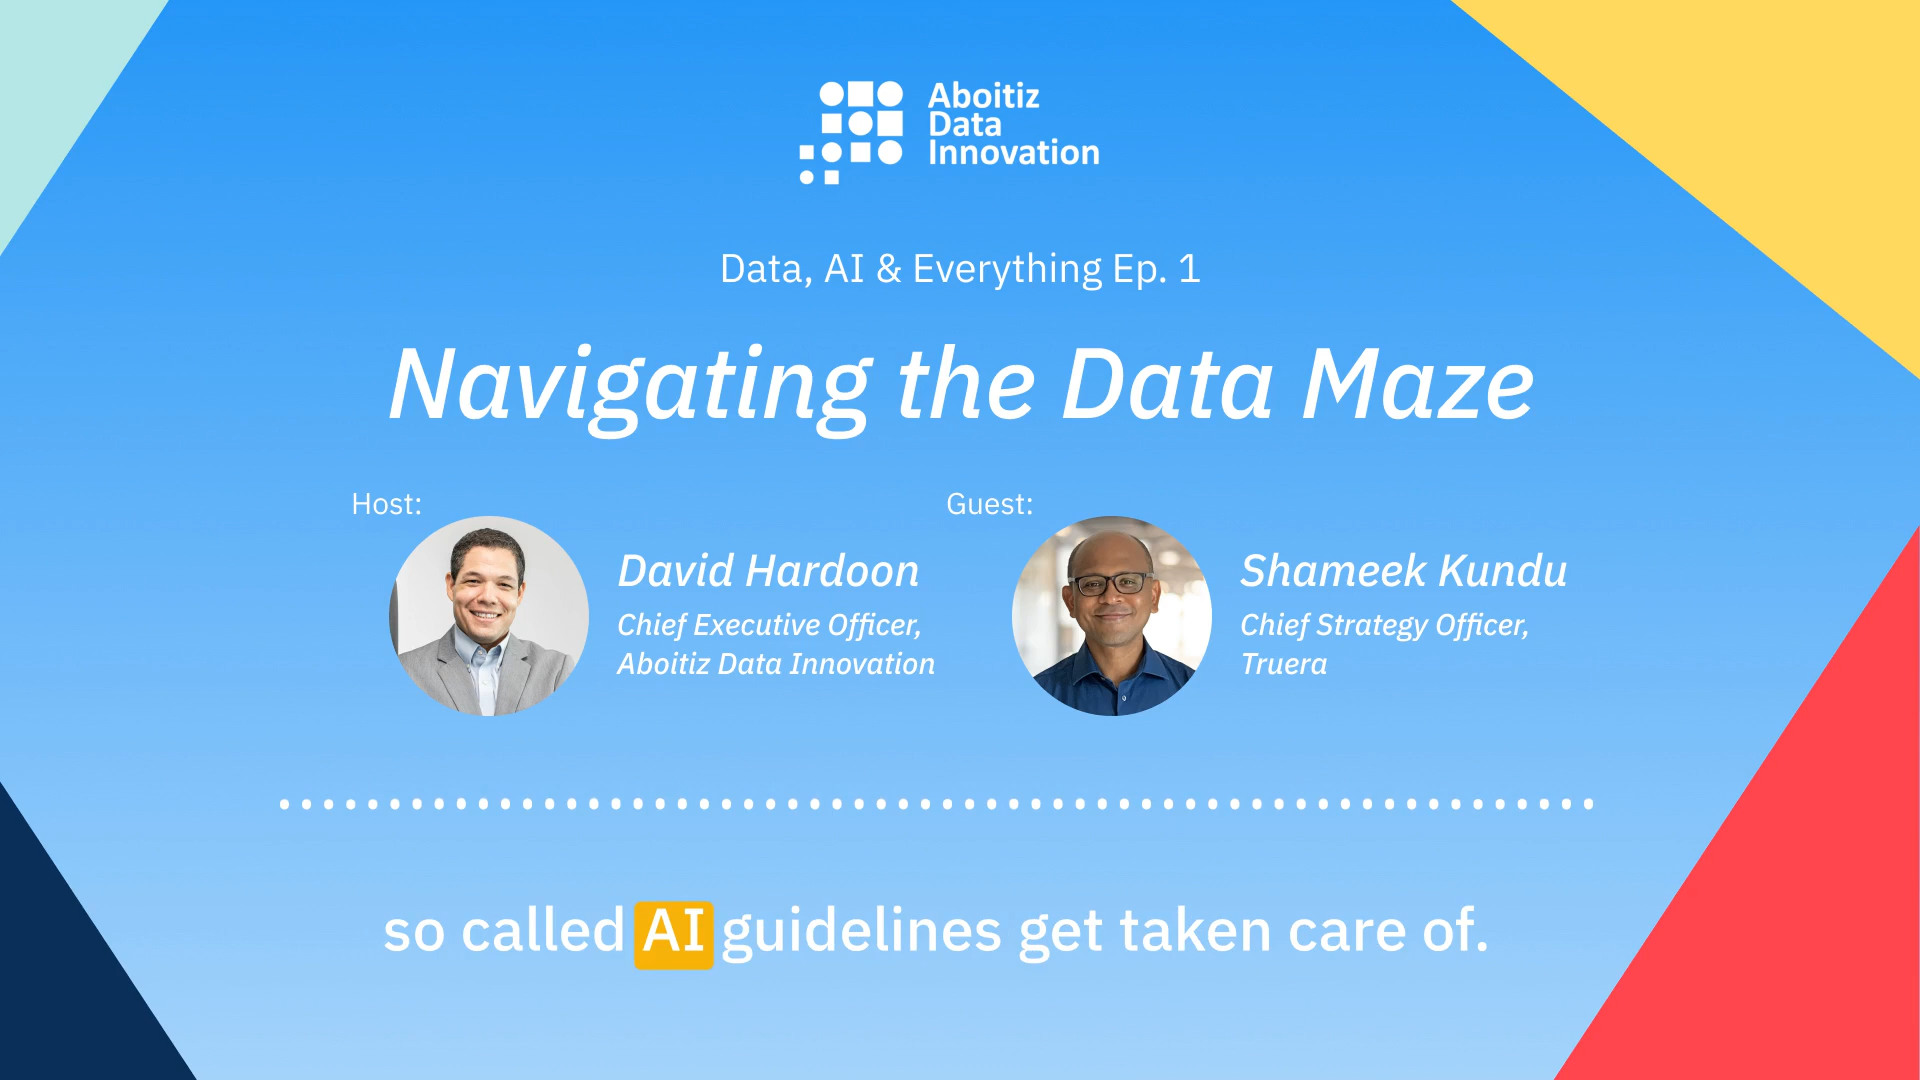 Aboitiz
Data
Innovation
Data, AI & Everything Ep. 1
Navigating the Data Maze
Host:
David Hardoon
Chief Executive Officer,
Aboitiz Data Innovation
Guest:
Shameek Kundu
Chief Strategy Officer,
Truera
so called AI guidelines get taken care of.